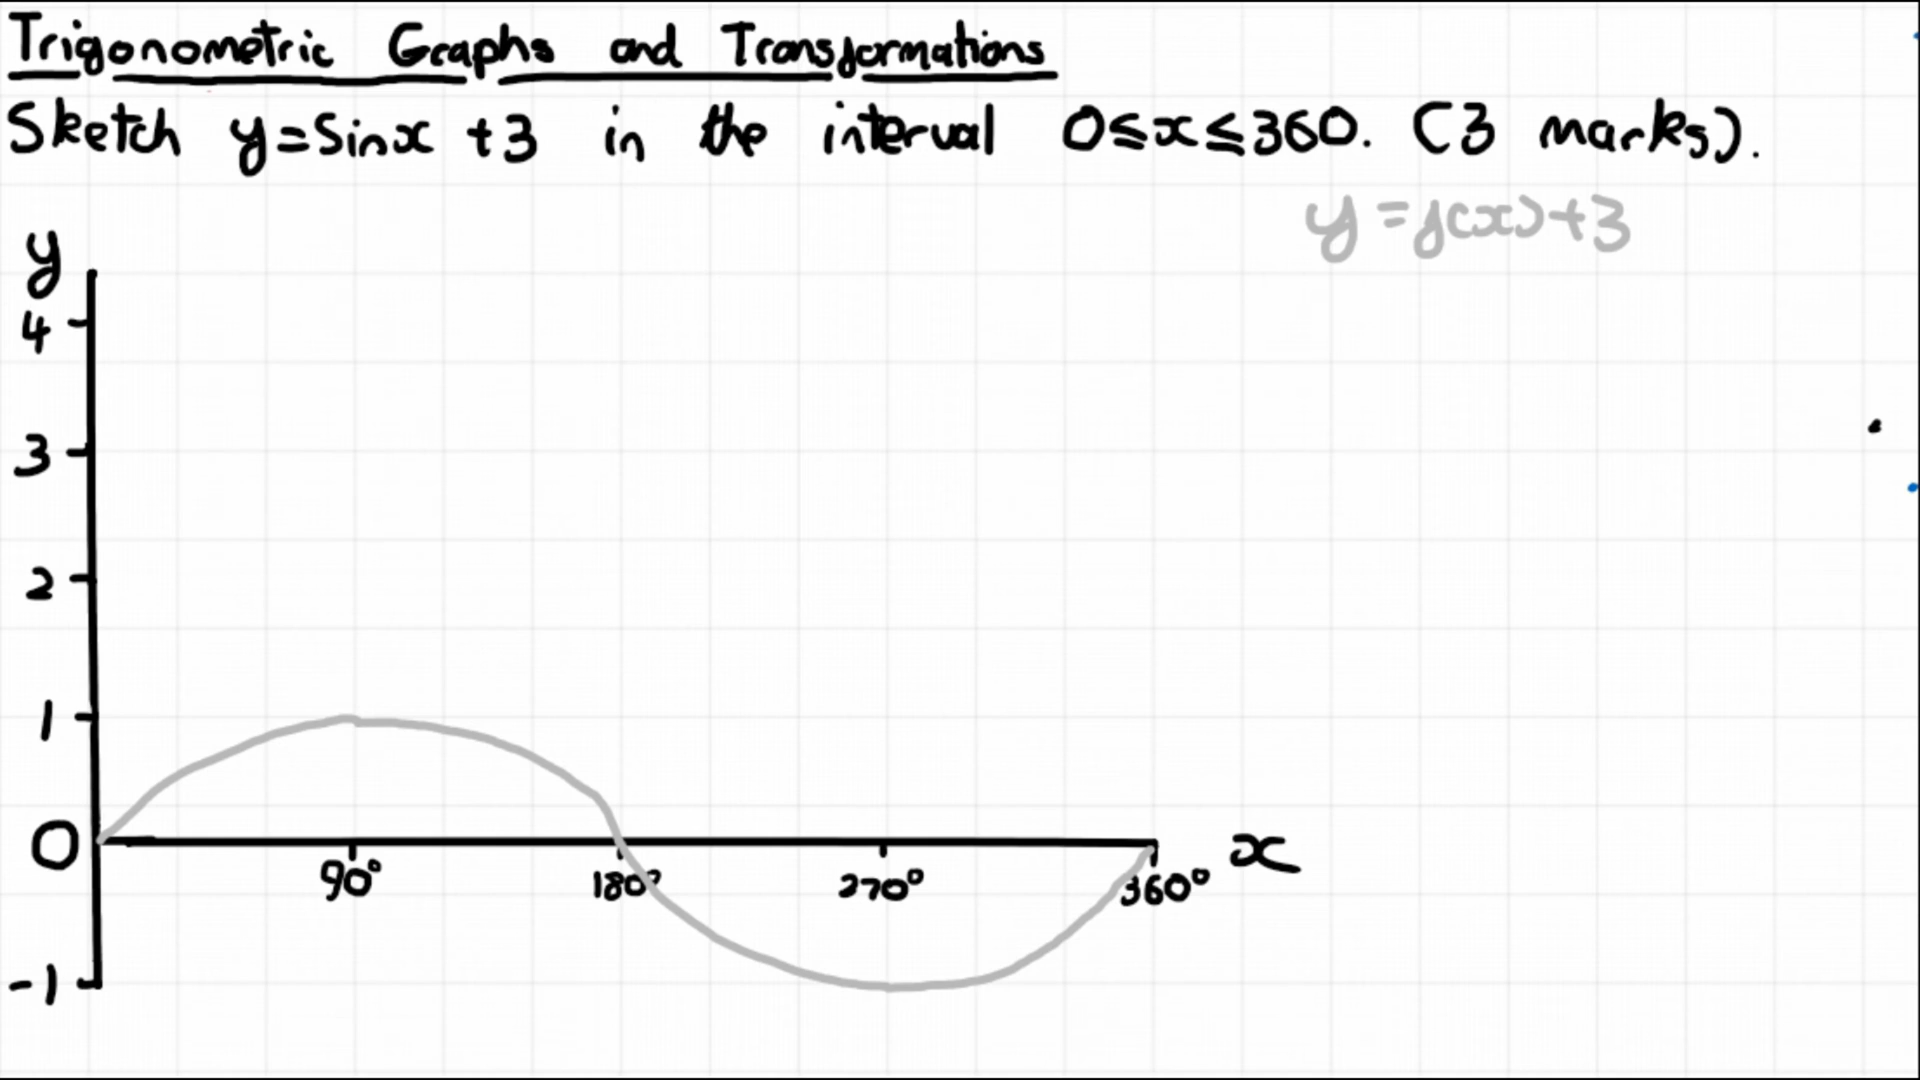 Trigonometric Graphs and Transformations
Sketch y=Sinx +3 in the interval 0≤x≤360. (3 marks).
y=f(x)+3
y
4
3
2
1
0
-1
90° 180° 270° 360° x